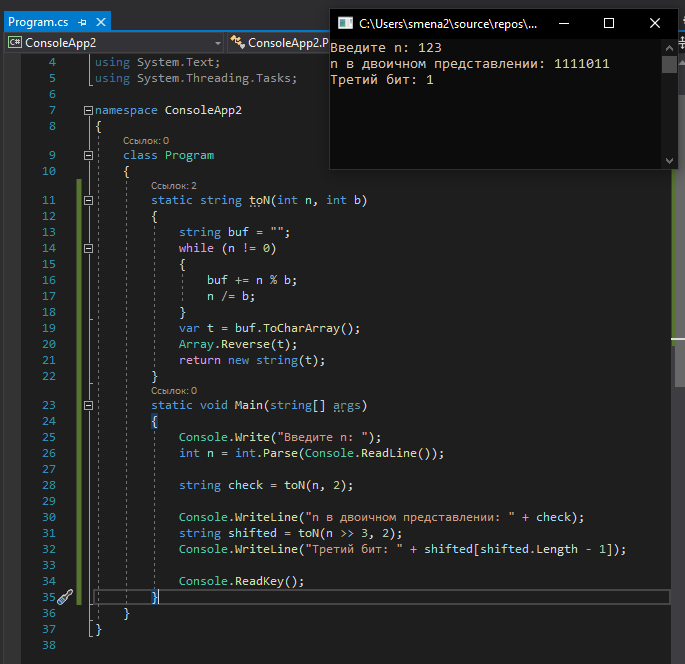 Program.cs
C:\Users\smena2\source\repos\...
ConsoleApp2
ConsoleApp2.P
Введите n: 123
n в двоичном представлении: 1111011
Третий бит: 1
4 using System.Text;
5 using System.Threading.Tasks;
6
7 namespace ConsoleApp2
8 {
Ссылок: 0
9 class Program
10 {
Ссылок: 2
11 static string toN(int n, int b)
12 {
13 string buf = "";
14 while (n != 0)
15 {
16 buf += n % b;
17 n /= b;
18 }
19 var t = buf.ToCharArray();
20 Array.Reverse(t);
21 return new string(t);
22 }
Ссылок: 0
23 static void Main(string[] args)
24 {
25 Console.Write("Введите n: ");
26 int n = int.Parse(Console.ReadLine());
27
28 string check = toN(n, 2);
29
30 Console.WriteLine("n в двоичном представлении: " + check);
31 string shifted = toN(n >> 3, 2);
32 Console.WriteLine("Третий бит: " + shifted[shifted.Length - 1]);
33
34 Console.ReadKey();
35 }
36 }
37 }
38